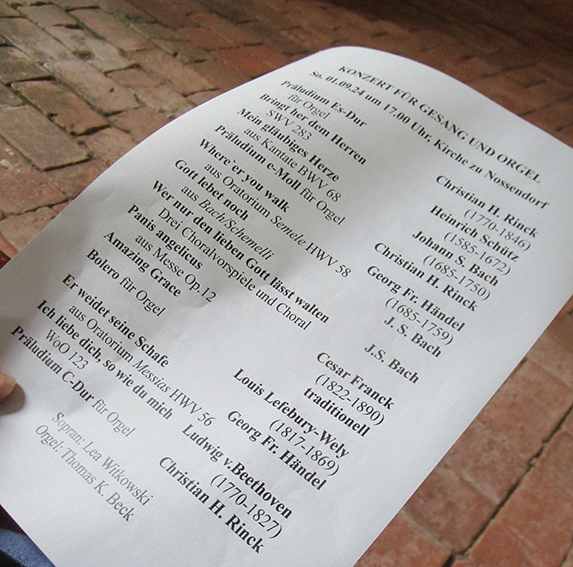 KONZERT FÜR GESANG UND ORGEL
So. 01.09.24 um 17.00 Uhr, Kirche zu Nossendorf
Präludium Es-Dur Christian H. Rinck
für Orgel (1770-1846)
Bringt her dem Herren Heinrich Schütz
SWV 283 (1585-1672)
Mein gläubiges Herze Johann S. Bach
aus Kantate BWV 68 (1685-1750)
Präludium e-Moll für Orgel Christian H. Rinck
Where'er you walk Georg Fr. Händel
aus Oratorium Semele HWV 58 (1685-1759)
Gott lebet noch J. S. Bach
aus Bach/Schemelli
Wer nur den lieben Gott lässt walten J.S. Bach
Drei Choralvorspiele und Choral
Panis angelicus Cesar Franck
aus Messe Op.12 (1822-1890)
Amazing Grace traditionell
Bolero für Orgel Louis Lefebury-Wely
(1817-1869)
Er weidet seine Schafe Georg Fr. Händel
aus Oratorium Messias HWV 56
Ich liebe dich, so wie du mich Ludwig v.Beethoven
WoO 123 (1770-1827)
Präludium C-Dur für Orgel Christian H. Rinck
Sopran: Lea Witkowski
Orgel: Thomas K. Beck